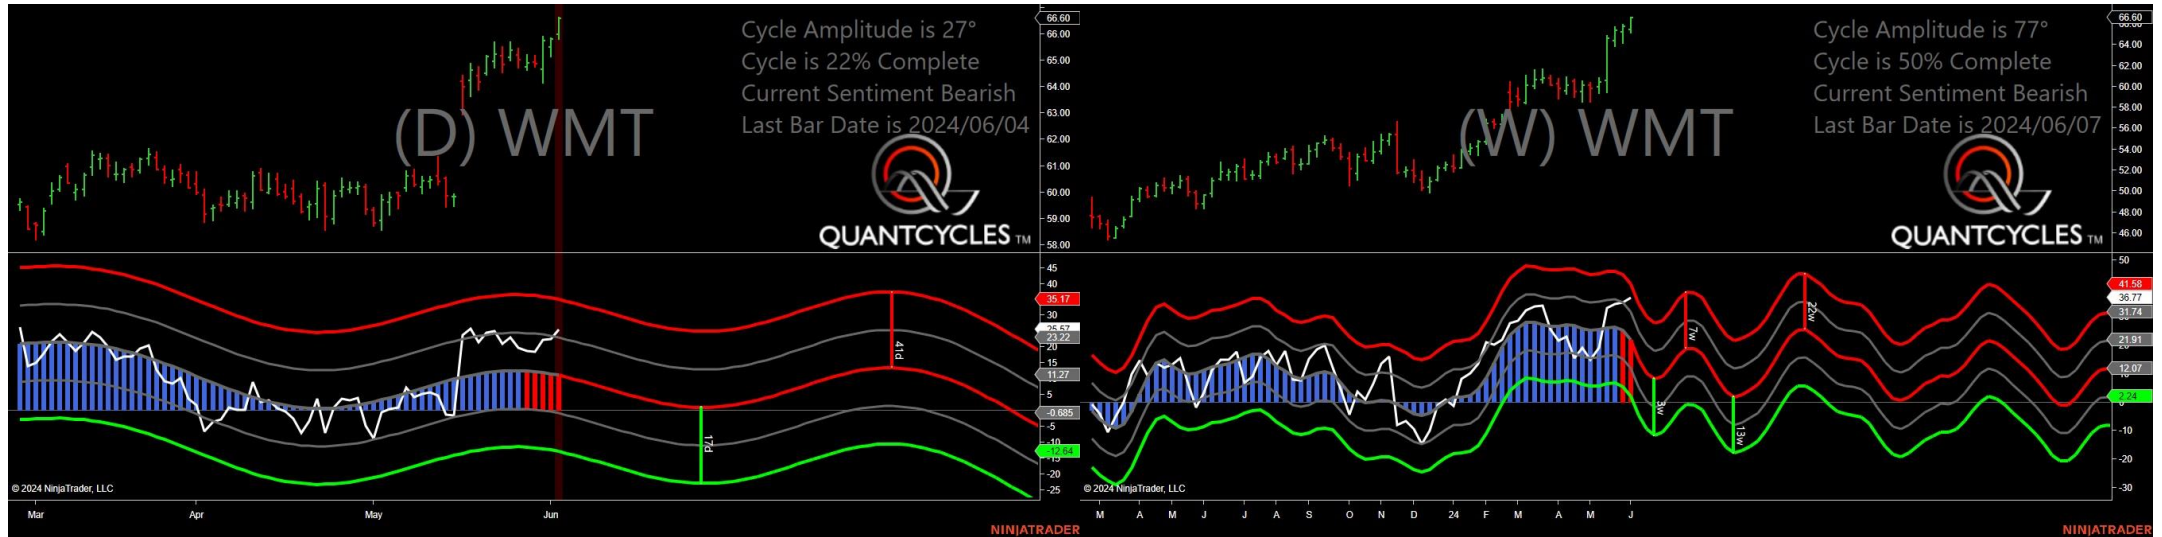 Cycle Amplitude is 27°
Cycle is 22% Complete
Current Sentiment Bearish
Last Bar Date is 2024/06/04
(D) WMT
QUANTCYCLES TM
66.60
66.00
65.00
64.00
63.00
62.00
61.00
60.00
59.00
58.00
45
40
35.17
30
25.57
23.22
20
15
11.27
5
-0.685
-5
-10
-12.64
-15
-20
-25
41d
17d
© 2024 NinjaTrader, LLC
Mar
Apr
May
Jun
NINJATRADER
Cycle Amplitude is 77°
Cycle is 50% Complete
Current Sentiment Bearish
Last Bar Date is 2024/06/07
(W) WMT
QUANTCYCLES TM
66.60
64.00
62.00
60.00
58.00
56.00
54.00
52.00
50.00
48.00
46.00
50
41.58
36.77
31.74
21.91
12.07
2.24
-10
-20
-30
3w
7w
13w
22w
© 2024 NinjaTrader, LLC
M A M J J A S O N D 24 F M A M J
NINJATRADER